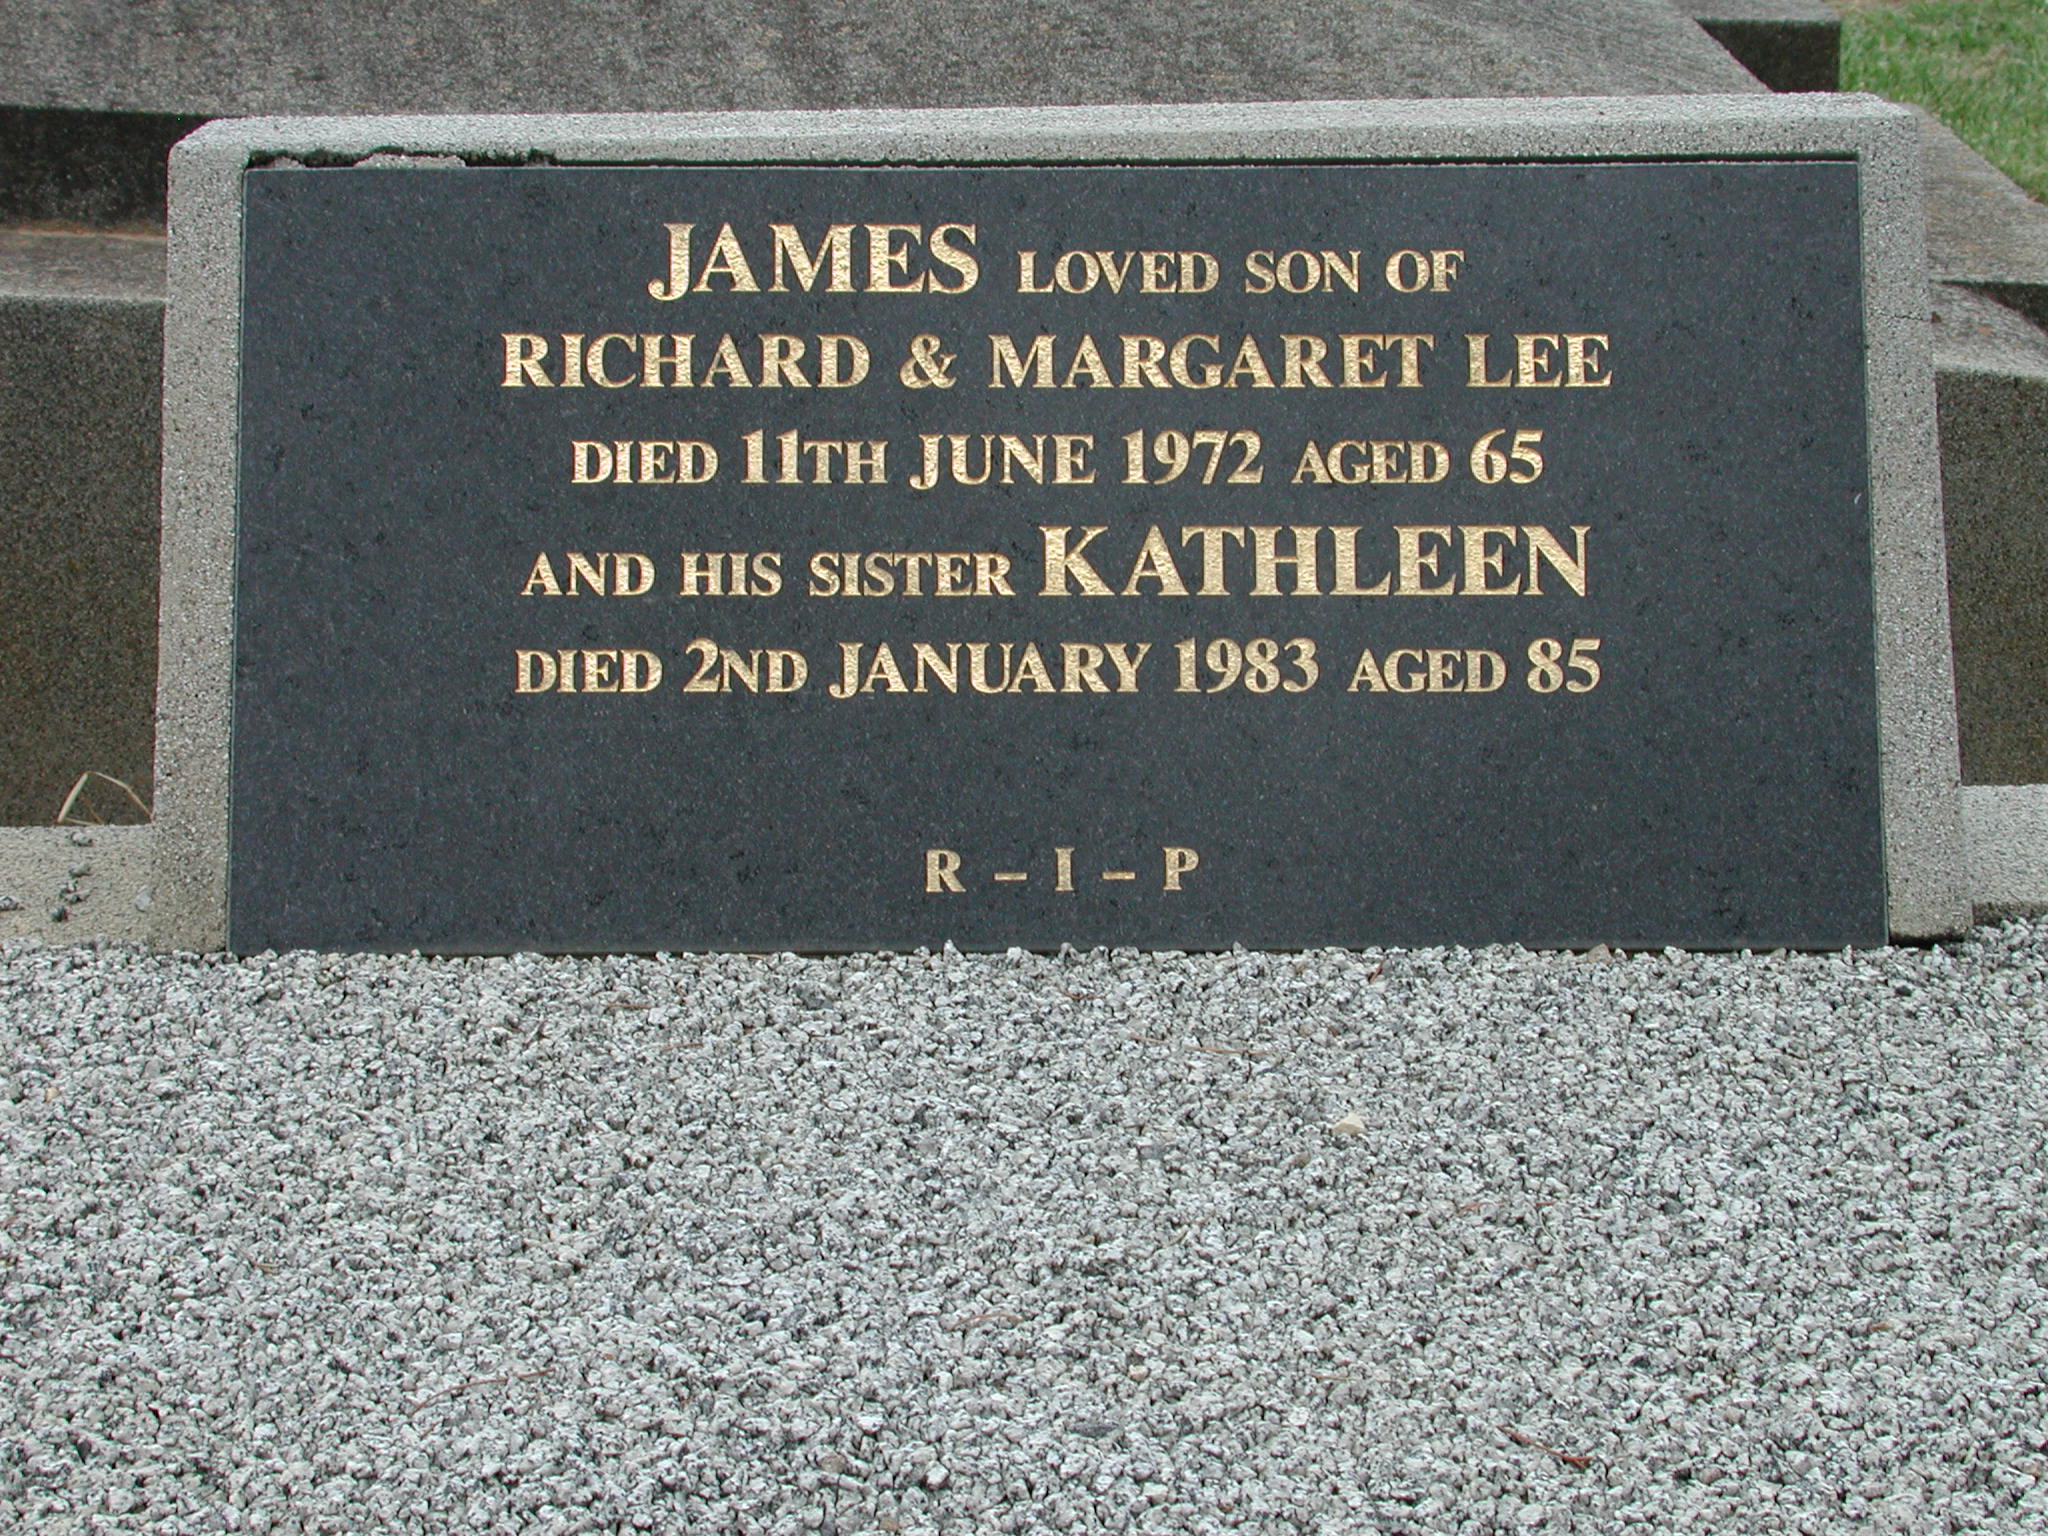 JAMES LOVED SON OF
RICHARD & MARGARET LEE
DIED 11TH JUNE 1972 AGED 65
AND HIS SISTER KATHLEEN
DIED 2ND JANUARY 1983 AGED 85
R – I – P